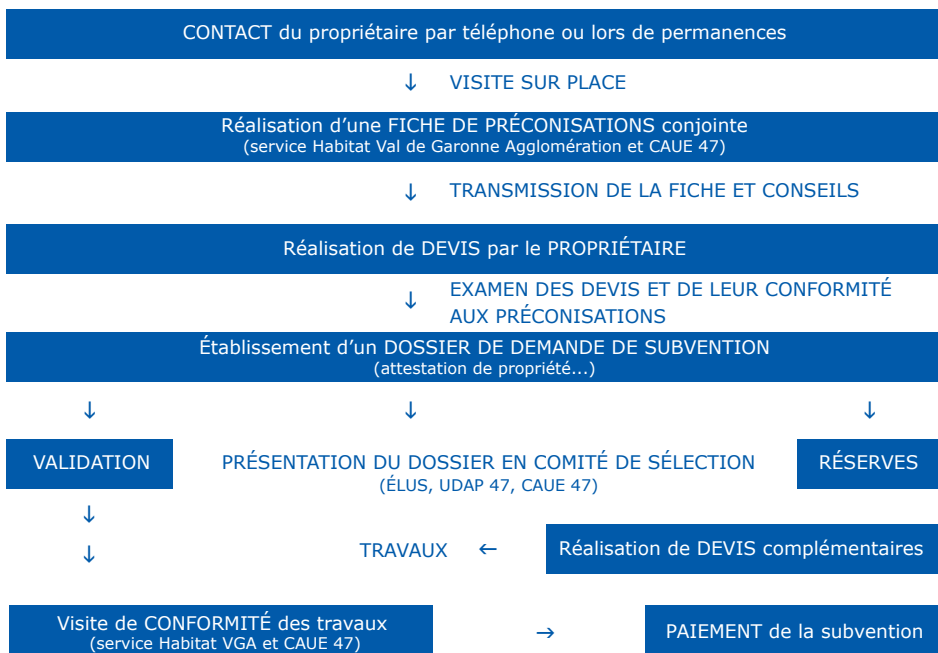 CONTACT du propriétaire par téléphone ou lors de permanences
↓ VISITE SUR PLACE
Réalisation d’une FICHE DE PRÉCONISATIONS conjointe
(service Habitat Val de Garonne Agglomération et CAUE 47)
↓ TRANSMISSION DE LA FICHE ET CONSEILS
Réalisation de DEVIS par le PROPRIÉTAIRE
↓ EXAMEN DES DEVIS ET DE LEUR CONFORMITÉ
AUX PRÉCONISATIONS
Établissement d’un DOSSIER DE DEMANDE DE SUBVENTION
(attestation de propriété...)
↓ ↓ ↓
VALIDATION
PRÉSENTATION DU DOSSIER EN COMITÉ DE SÉLECTION
(ÉLUS, UDAP 47, CAUE 47)
RÉSERVES
↓
↓ TRAVAUX ← Réalisation de DEVIS complémentaires
Visite de CONFORMITÉ des travaux
(service Habitat VGA et CAUE 47)
→ PAIEMENT de la subvention